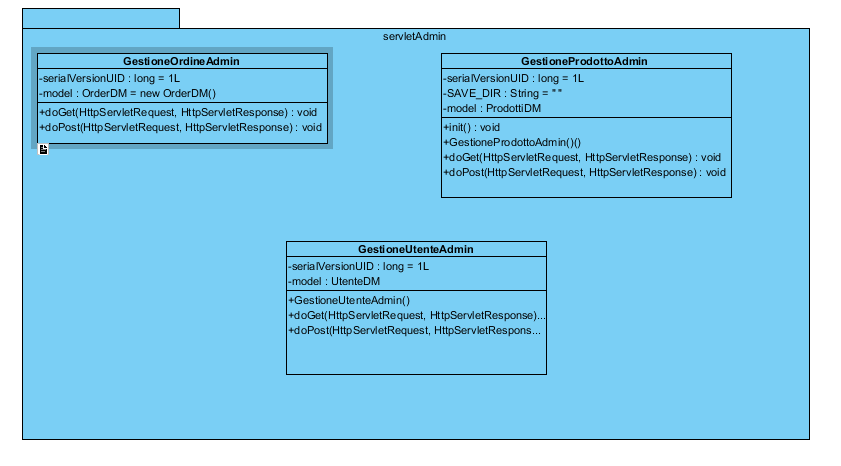 servletAdmin
GestioneOrdineAdmin
-serialVersionUID : long = 1L
-model : OrderDM = new OrderDM()
+doGet(HttpServletRequest, HttpServletResponse) : void
+doPost(HttpServletRequest, HttpServletResponse) : void
GestioneProdottoAdmin
-serialVersionUID : long = 1L
-SAVE_DIR : String = ""
-model : ProdottiDM
+init() : void
+GestioneProdottoAdmin()()
+doGet(HttpServletRequest, HttpServletResponse) : void
+doPost(HttpServletRequest, HttpServletResponse) : void
GestioneUtenteAdmin
-serialVersionUID : long = 1L
-model : UtenteDM
+GestioneUtenteAdmin()
+doGet(HttpServletRequest, HttpServletResponse)...
+doPost(HttpServletRequest, HttpServletRespons...